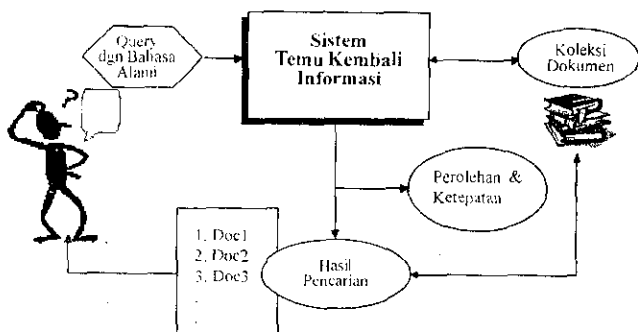 Query
dgn Bahasa
Alami
Sistem
Temu Kembali
Informasi
Koleksi
Dokumen
?
Perolehan &
Ketepatan
1. Doc1
2. Doc2
3. Doc3
.
.
Hasil
Pencarian